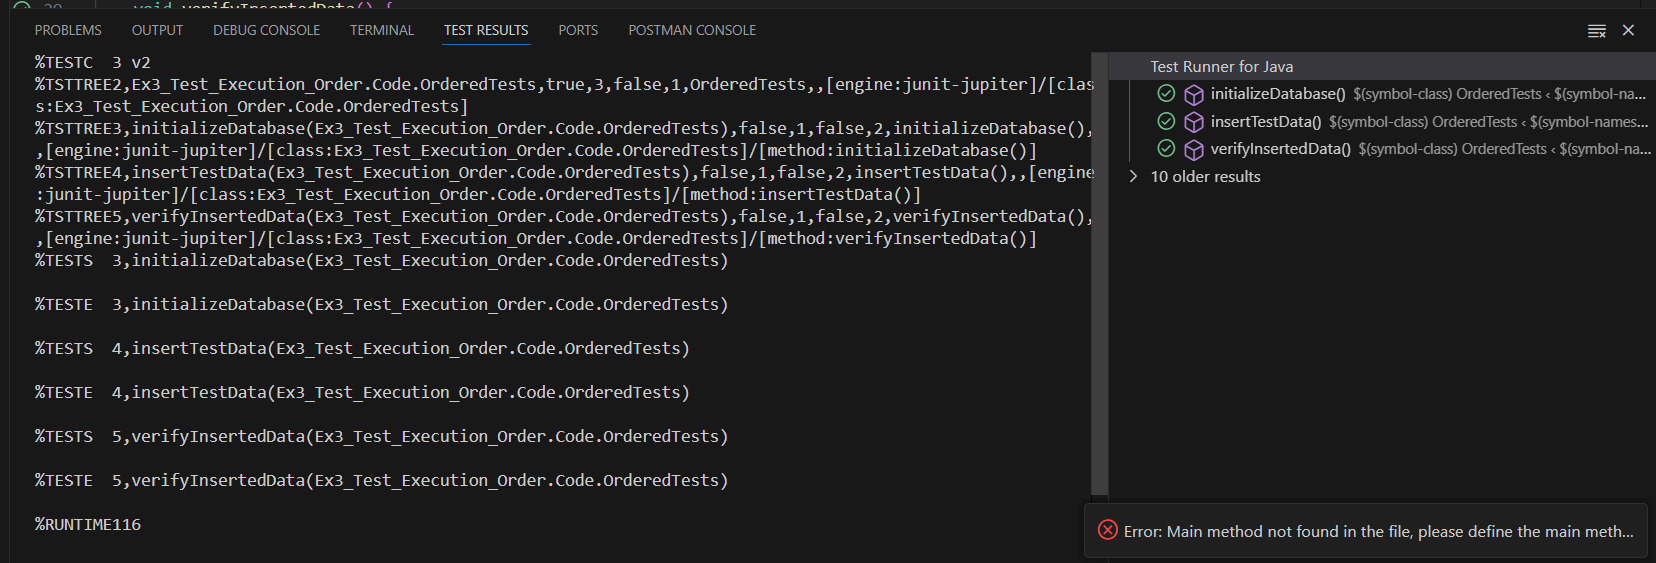 void verifyInsertedData() {
PROBLEMS OUTPUT DEBUG CONSOLE TERMINAL TEST RESULTS PORTS POSTMAN CONSOLE
%TESTC  3 v2
%TSTTREE2,Ex3_Test_Execution_Order.Code.OrderedTests,true,3,false,1,OrderedTests,,[engine:junit-jupiter]/[clas
s:Ex3_Test_Execution_Order.Code.OrderedTests]
%TSTTREE3,initializeDatabase(Ex3_Test_Execution_Order.Code.OrderedTests),false,1,false,2,initializeDatabase(),
,[engine:junit-jupiter]/[class:Ex3_Test_Execution_Order.Code.OrderedTests]/[method:initializeDatabase()]
%TSTTREE4,insertTestData(Ex3_Test_Execution_Order.Code.OrderedTests),false,1,false,2,insertTestData(),,[engine
:junit-jupiter]/[class:Ex3_Test_Execution_Order.Code.OrderedTests]/[method:insertTestData()]
%TSTTREE5,verifyInsertedData(Ex3_Test_Execution_Order.Code.OrderedTests),false,1,false,2,verifyInsertedData(),
,[engine:junit-jupiter]/[class:Ex3_Test_Execution_Order.Code.OrderedTests]/[method:verifyInsertedData()]
%TESTS  3,initializeDatabase(Ex3_Test_Execution_Order.Code.OrderedTests)
%TESTE  3,initializeDatabase(Ex3_Test_Execution_Order.Code.OrderedTests)
%TESTS  4,insertTestData(Ex3_Test_Execution_Order.Code.OrderedTests)
%TESTE  4,insertTestData(Ex3_Test_Execution_Order.Code.OrderedTests)
%TESTS  5,verifyInsertedData(Ex3_Test_Execution_Order.Code.OrderedTests)
%TESTE  5,verifyInsertedData(Ex3_Test_Execution_Order.Code.OrderedTests)
%RUNTIME116
Test Runner for Java
initializeDatabase() $(symbol-class) OrderedTests ‹ $(symbol-na...
insertTestData() $(symbol-class) OrderedTests ‹ $(symbol-names...
verifyInsertedData() $(symbol-class) OrderedTests ‹ $(symbol-na...
10 older results
Error: Main method not found in the file, please define the main meth...